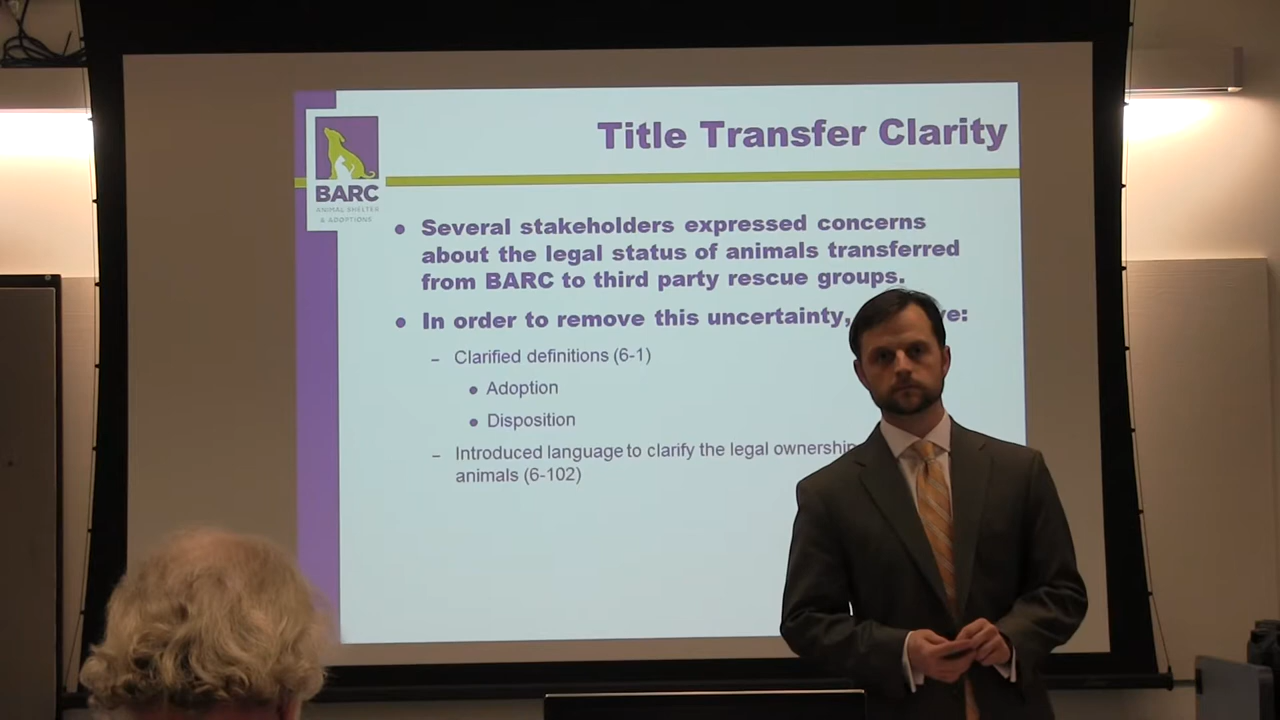 Title Transfer Clarity
BARC
ANIMAL SHELTER
& ADOPTIONS
• Several stakeholders expressed concerns
about the legal status of animals transferred
from BARC to third party rescue groups.
• In order to remove this uncertainty, ve:
– Clarified definitions (6-1)
• Adoption
• Disposition
– Introduced language to clarify the legal ownership
animals (6-102)